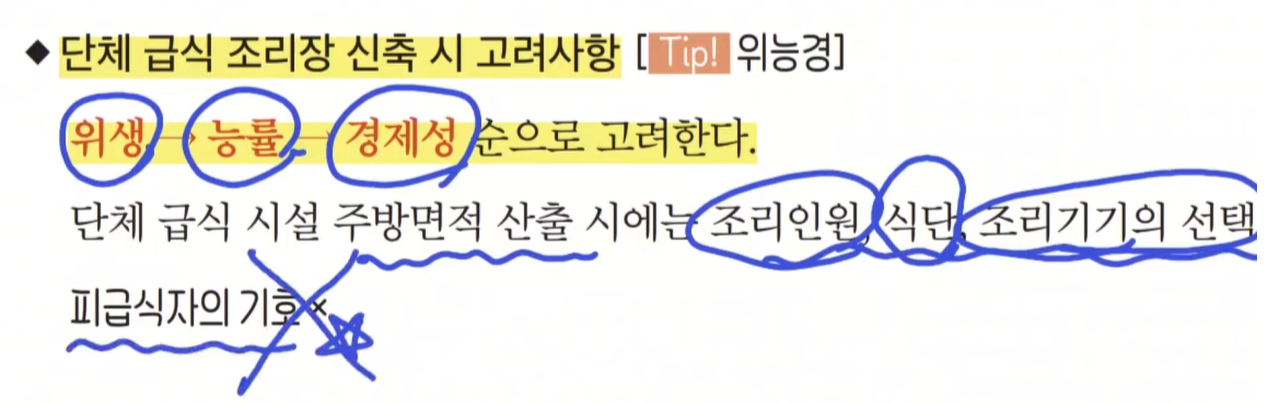 ◆ 단체 급식 조리장 신축 시 고려사항 [Tip! 위능경]
위생 → 능률 → 경제성 순으로 고려한다.
단체 급식 시설 주방면적 산출 시에는 조리인원, 식단, 조리기기의 선택
피급식자의 기호 ×